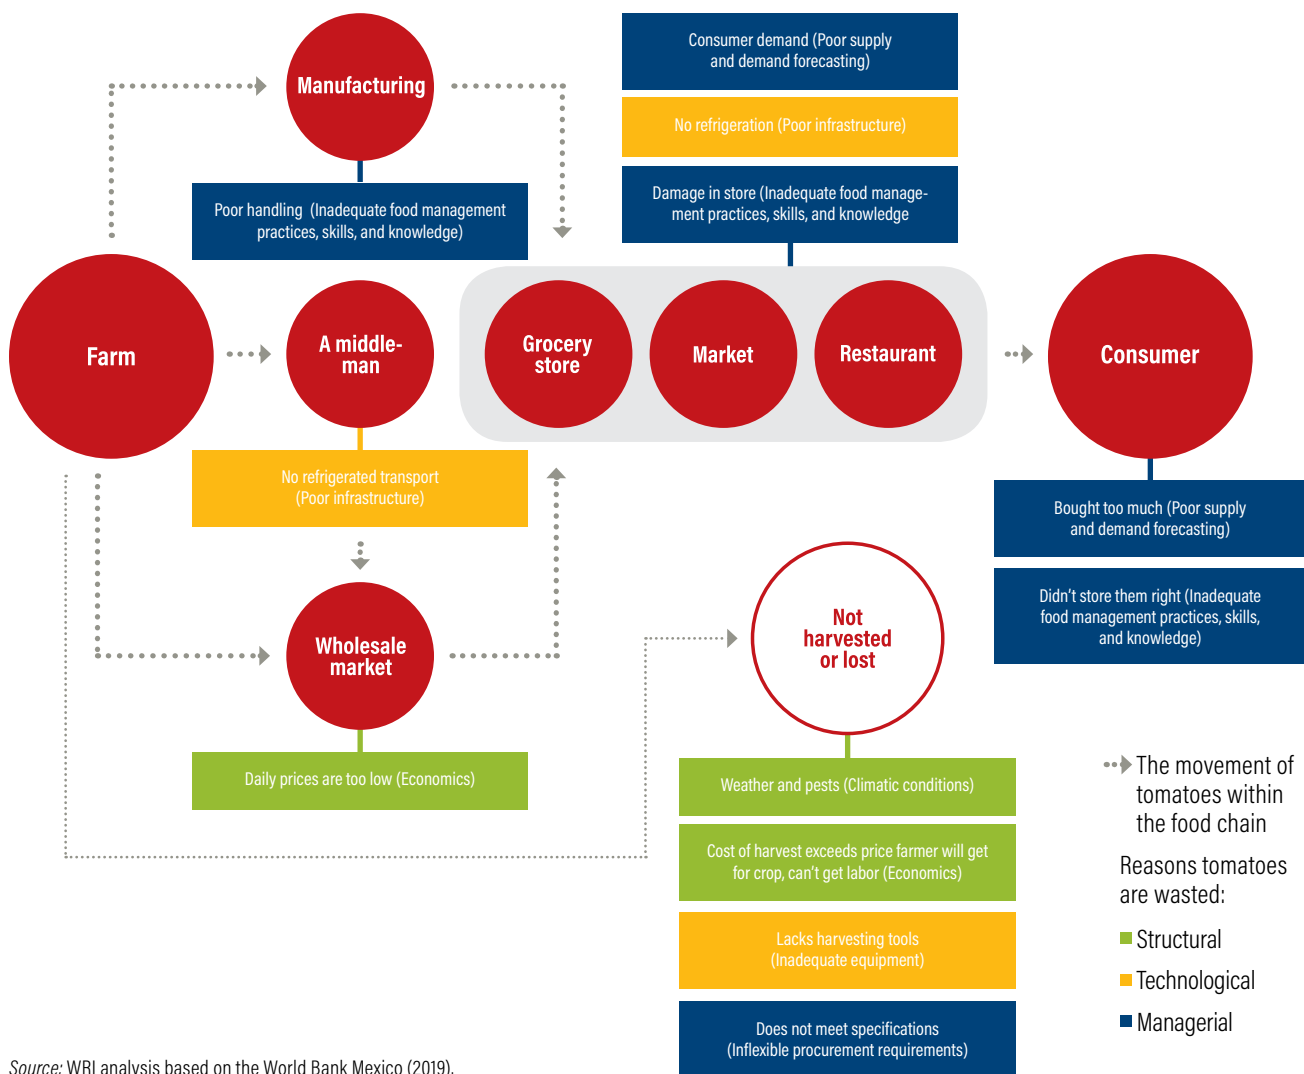 Manufacturing
Poor handling (Inadequate food management
practices, skills, and knowledge)
Consumer demand (Poor supply
and demand forecasting)
No refrigeration (Poor infrastructure)
Damage in store (Inadequate food manage-
ment practices, skills, and knowledge
Farm
A middle-
man
Grocery
store
Market
Restaurant
Consumer
No refrigerated transport
(Poor infrastructure)
Bought too much (Poor supply
and demand forecasting)
Didn't store them right (Inadequate
food management practices, skills,
and knowledge)
Wholesale
market
Daily prices are too low (Economics)
Not
harvested
or lost
Weather and pests (Climatic conditions)
Cost of harvest exceeds price farmer will get
for crop, can't get labor (Economics)
Lacks harvesting tools
(Inadequate equipment)
Does not meet specifications
(Inflexible procurement requirements)
The movement of
tomatoes within
the food chain
Reasons tomatoes
are wasted:
Structural
Technological
Managerial
Source: WRI analysis based on the World Bank Mexico (2019).